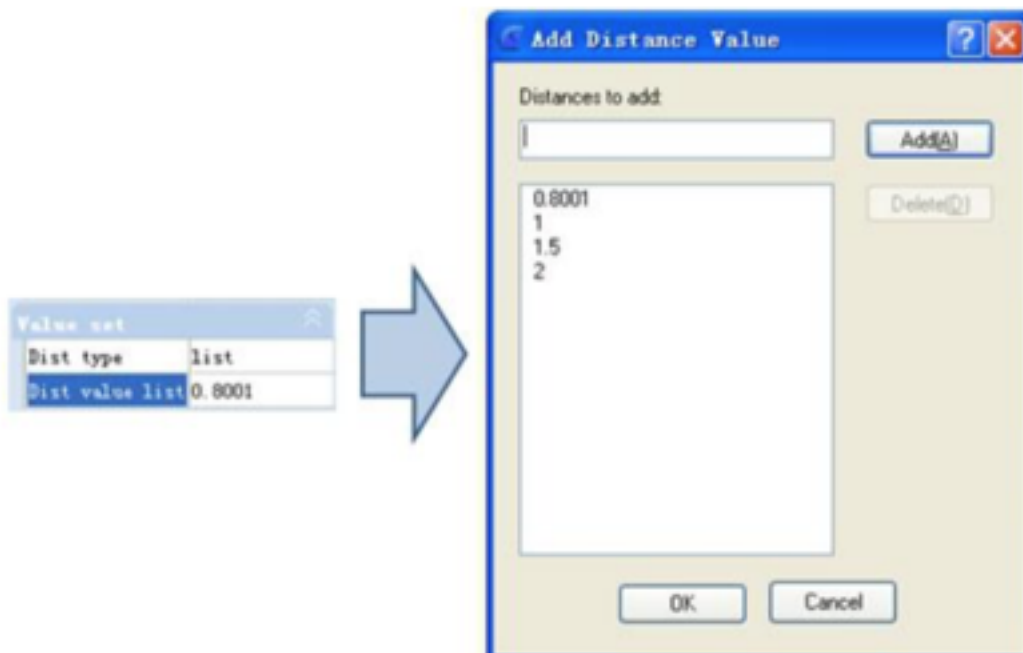 Add Distance Value
Distances to add:
Add(A)
0.8001
Delete(D)
1
1.5
2
Value set
Dist type list
Dist value list 0.8001
OK Cancel